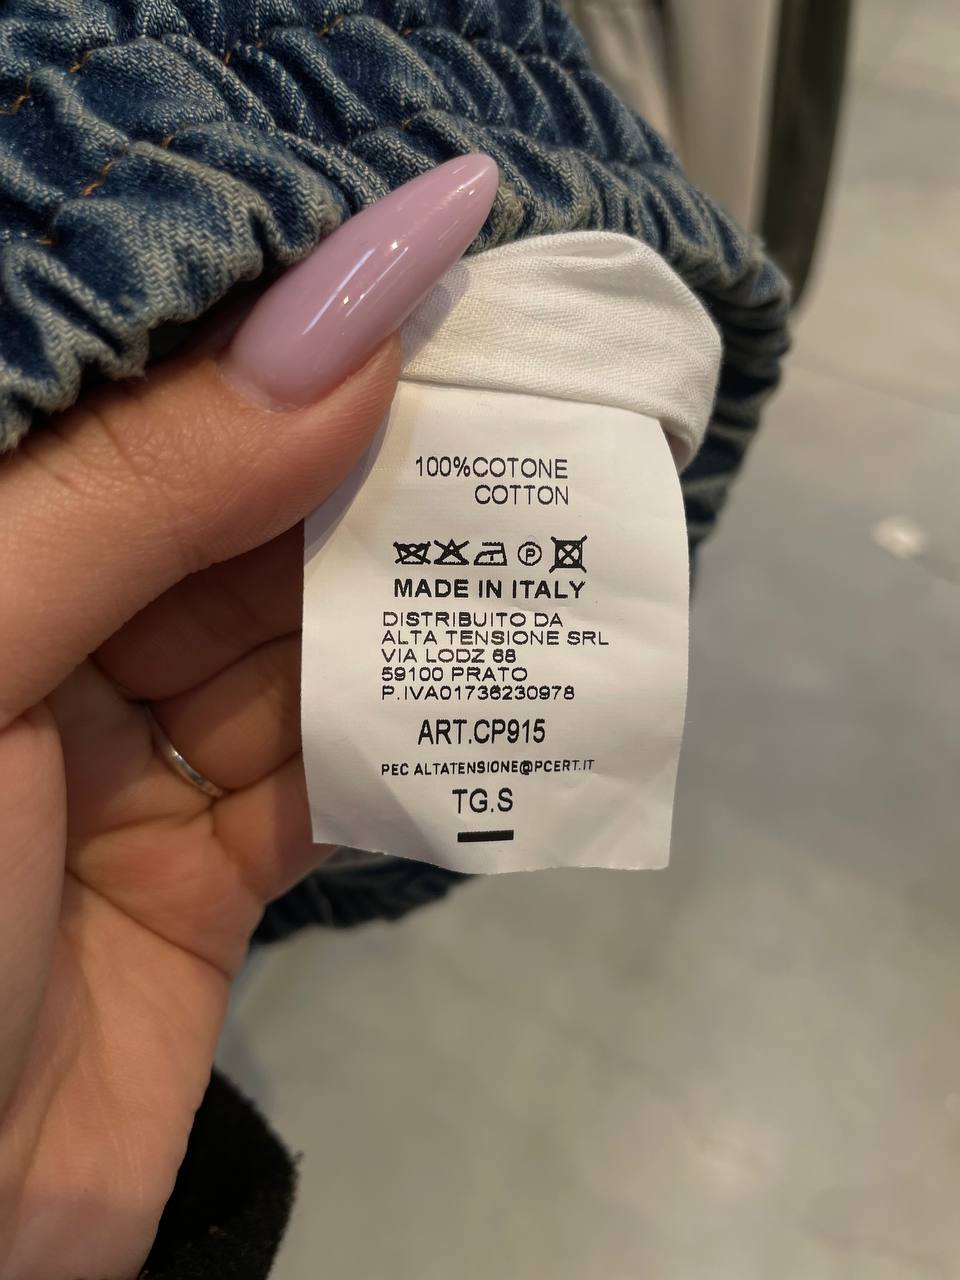 100%COTONE
COTTON
MADE IN ITALY
DISTRIBUITO DA
ALTA TENSIONE SRL
VIA LODZ 68
59100 PRATO
P.IVA01736230978
ART.CP915
PEC ALTATENSIONE@PCERT.IT
TG.S